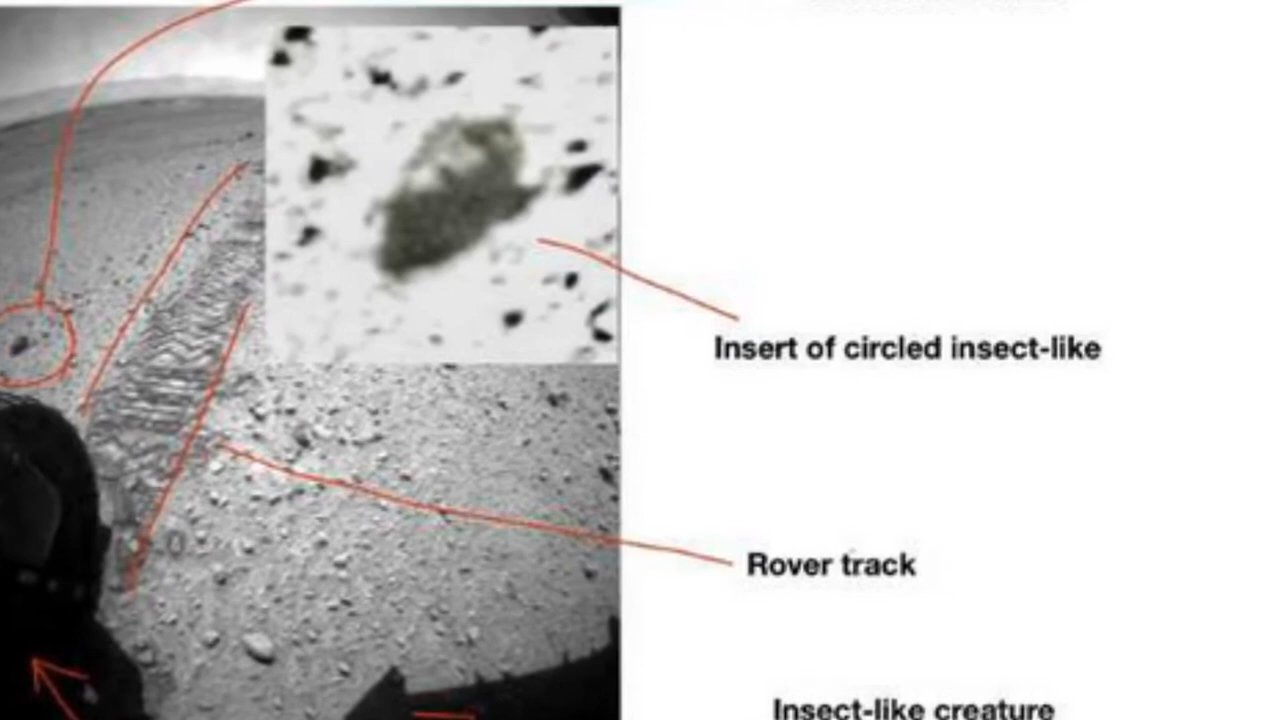 Insert of circled insect-like
Rover track
Insect-like creature